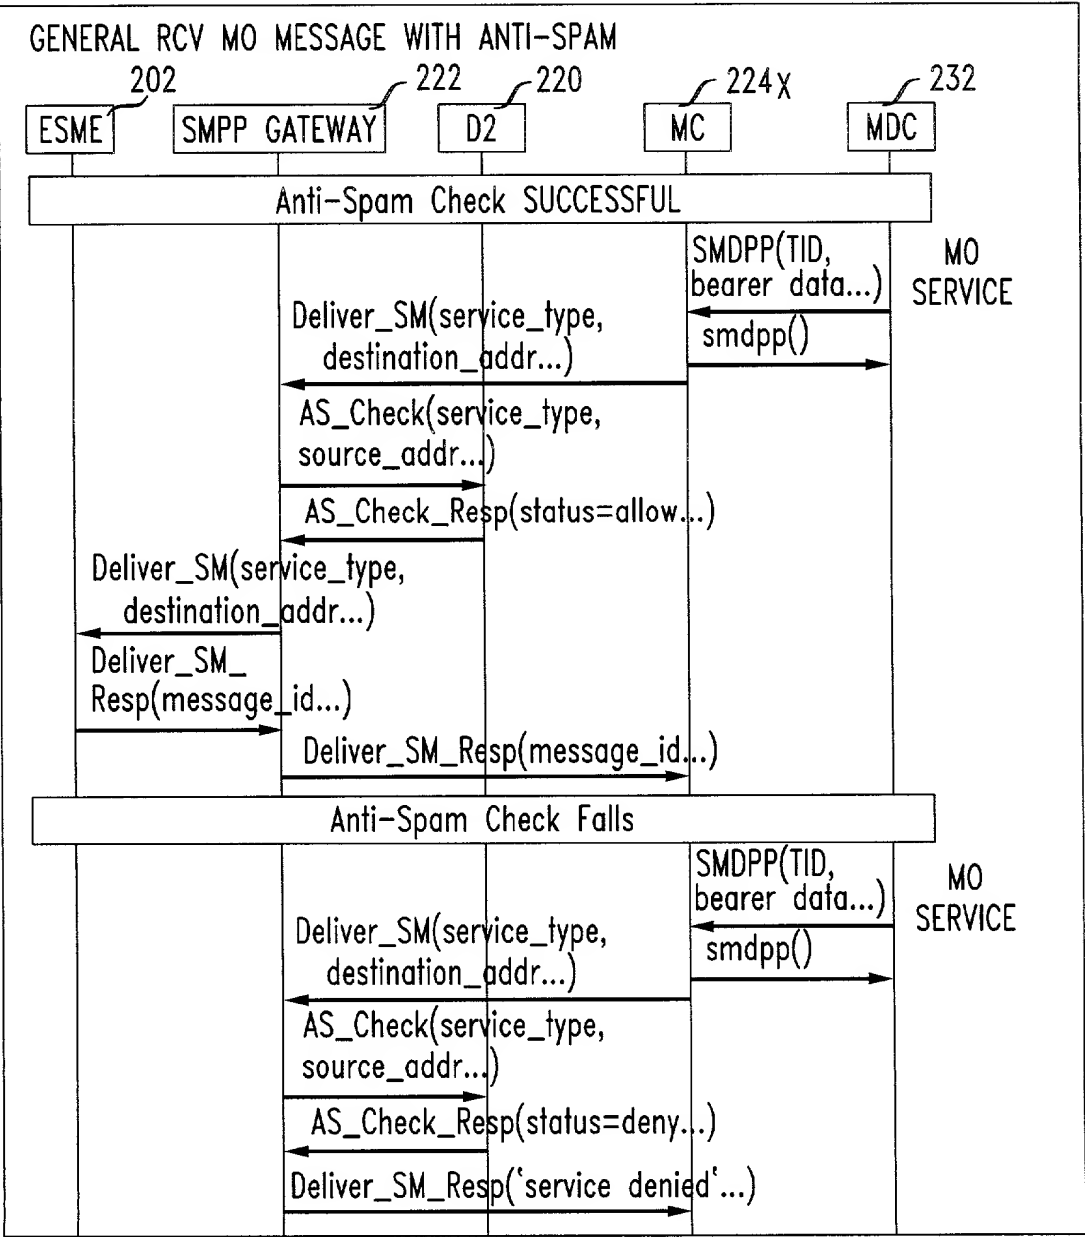 GENERAL RCV MO MESSAGE WITH ANTI-SPAM
202
222
220
224X
232
ESME
SMPP GATEWAY
D2
MC
MDC
Anti-Spam Check SUCCESSFUL
SMDPP(TID,
bearer data...)
MO
SERVICE
smdpp()
Deliver_SM(service_type,
destination_addr...)
AS_Check(service_type,
source_addr...)
AS_Check_Resp(status=allow...)
Deliver_SM(service_type,
destination_addr...)
Deliver_SM_
Resp(message_id...)
Deliver_SM_Resp(message_id...)
Anti-Spam Check Falls
SMDPP(TID,
bearer data...)
MO
SERVICE
smdpp()
Deliver_SM(service_type,
destination_addr...)
AS_Check(service_type,
source_addr...)
AS_Check_Resp(status=deny...)
Deliver_SM_Resp('service denied'...)